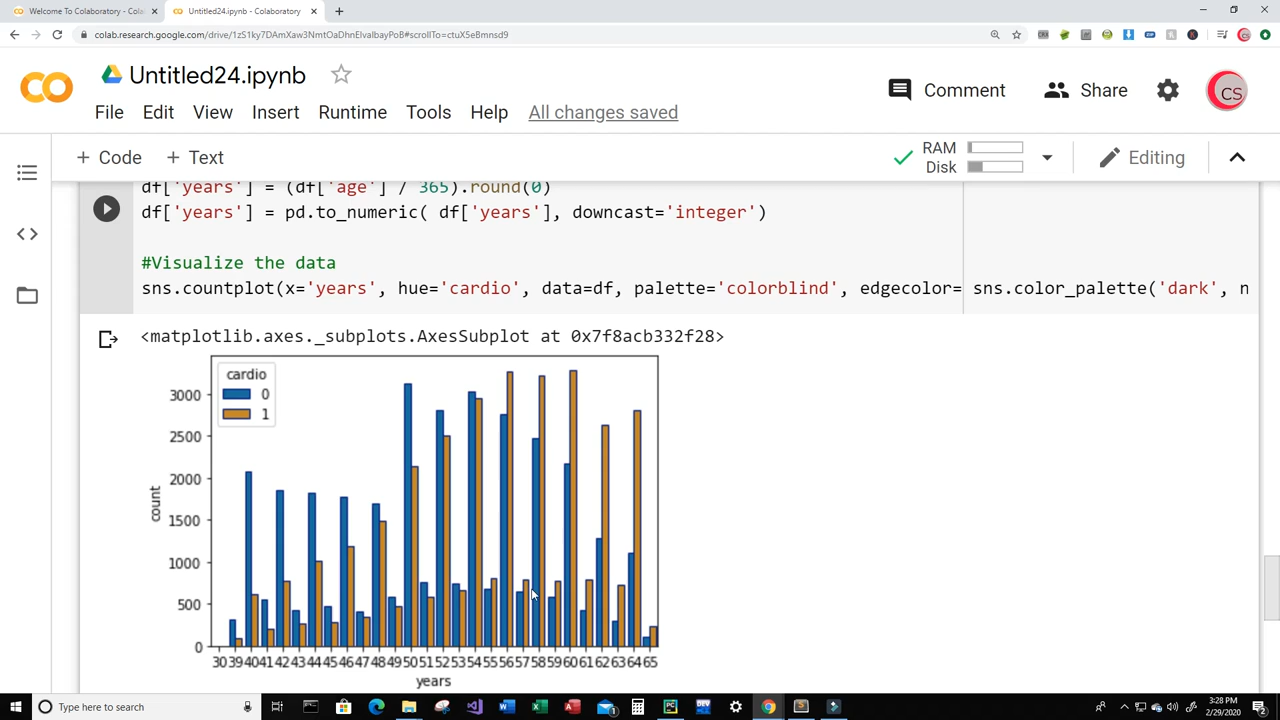 Welcome To Colaboratory - Cola
Untitled24.ipynb - Colaboratory
colab.research.google.com/drive/1zS1ky7DAmXaw3NmtOaDhnElvalbayPoB#scrollTo=ctuX5eBmnsd9
Untitled24.ipynb
Comment
Share
CS
File Edit View Insert Runtime Tools Help All changes saved
+ Code + Text
RAM
Disk
Editing
df['years'] = (df['age'] / 365).round(0)
df['years'] = pd.to_numeric( df['years'], downcast='integer')
#Visualize the data
sns.countplot(x='years', hue='cardio', data=df, palette='colorblind', edgecolor= sns.color_palette('dark', n
<matplotlib.axes._subplots.AxesSubplot at 0x7f8acb332f28>
cardio
0
1
3000
2500
2000
1500
1000
500
0
count
30 39 40 41 42 43 44 45 46 47 48 49 50 51 52 53 54 55 56 57 58 59 60 61 62 63 64 65
years
Type here to search
3:28 PM
2/29/2020